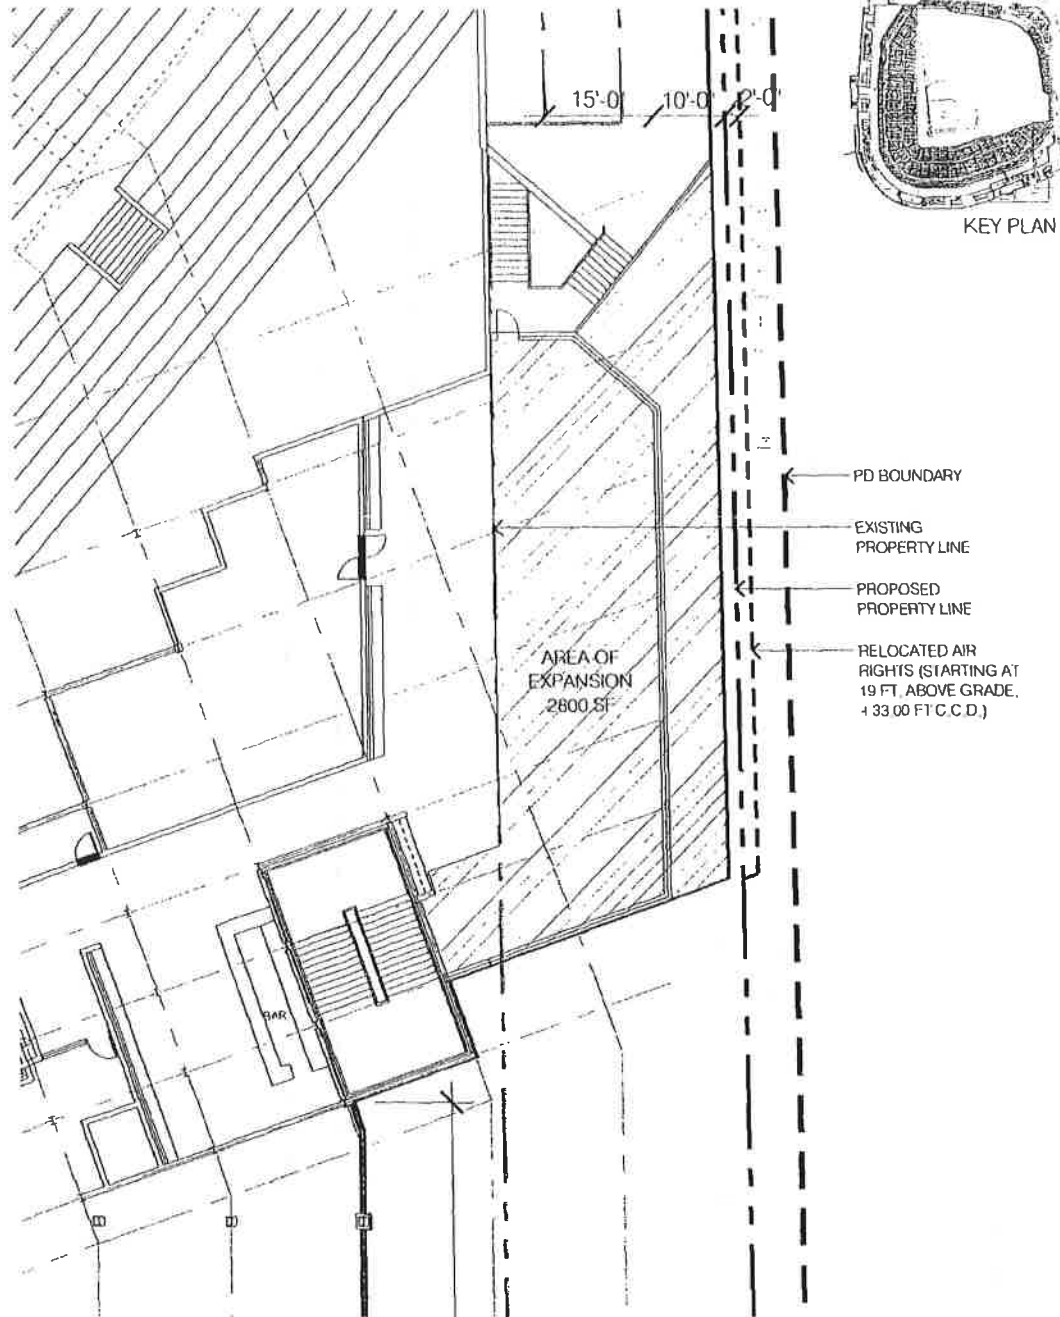 15'-0"
10'-0"
2'-0"
KEY PLAN
PD BOUNDARY
EXISTING
PROPERTY LINE
PROPOSED
PROPERTY LINE
RELOCATED AIR
RIGHTS (STARTING AT
19 FT. ABOVE GRADE,
+33.00 FT C.C.D.)
AREA OF
EXPANSION
2800 SF
BAR